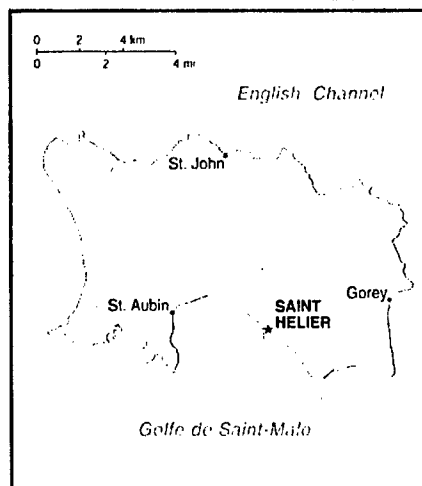 0 2 4 km
0 2 4 mi
English Channel
St. John
St. Aubin
SAINT
HELIER
Gorey
Golfe de Saint-Malo